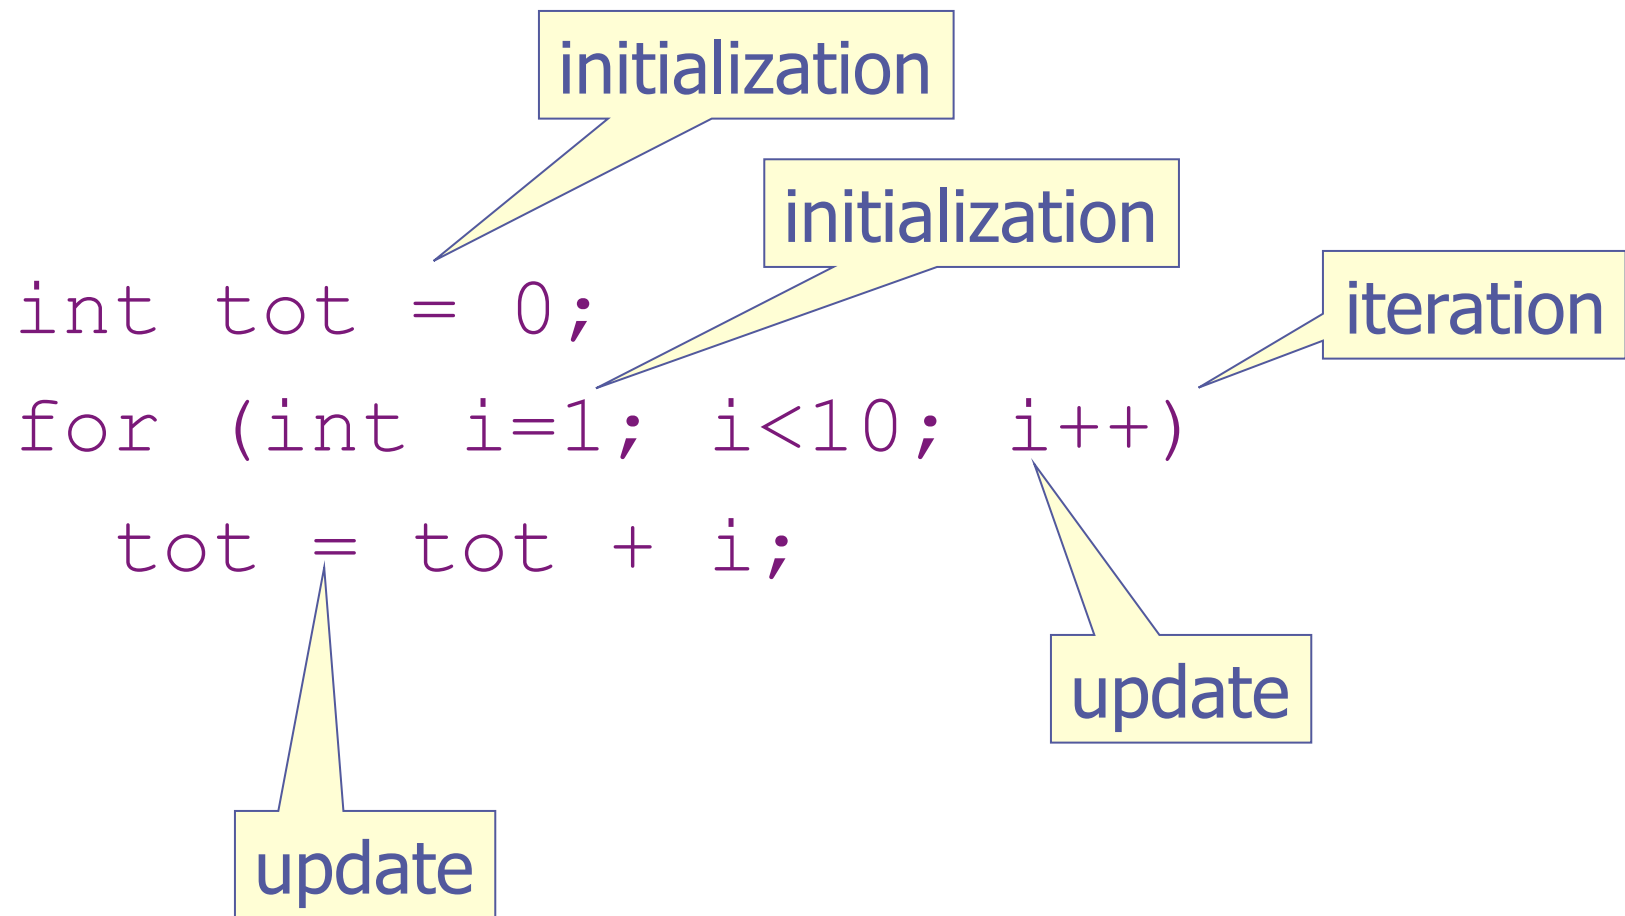 initialization
initialization
iteration
int tot = 0;
for (int i=1; i<10; i++)
tot = tot + i;
update
update